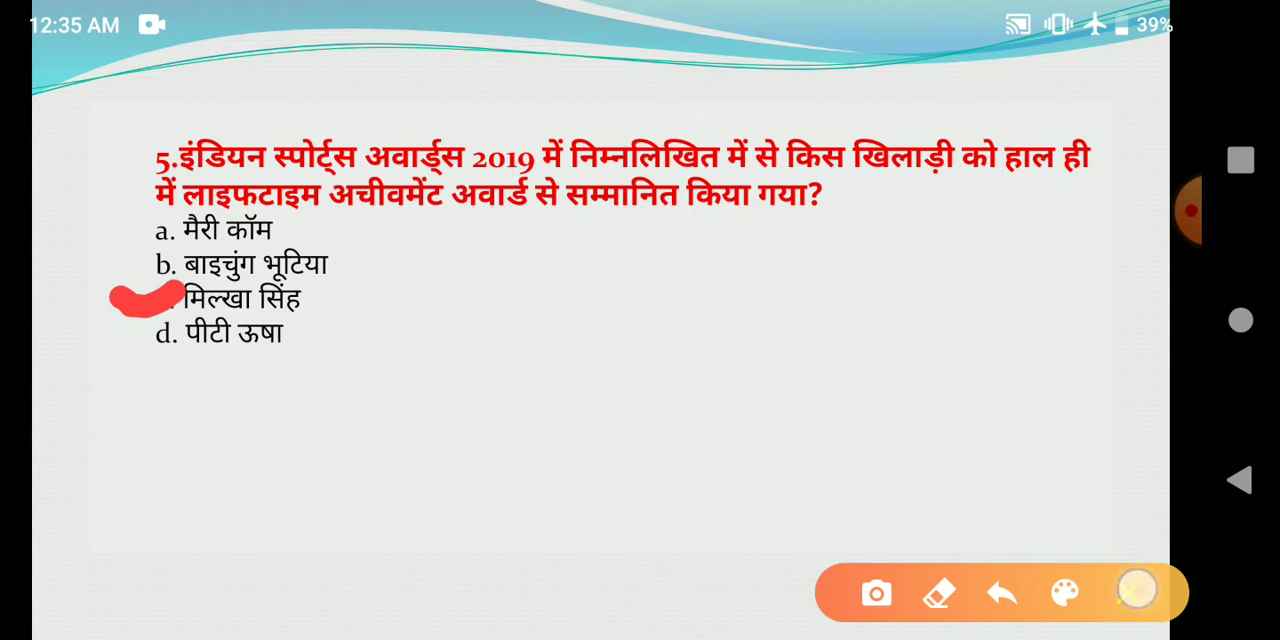 12:35 AM
39%
5.इंडियन स्पोर्ट्स अवार्ड्स 2019 में निम्नलिखित में से किस खिलाड़ी को हाल ही
में लाइफटाइम अचीवमेंट अवार्ड से सम्मानित किया गया?
a. मैरी कॉम
b. बाइचुंग भूटिया
मिल्खा सिंह
d. पीटी ऊषा